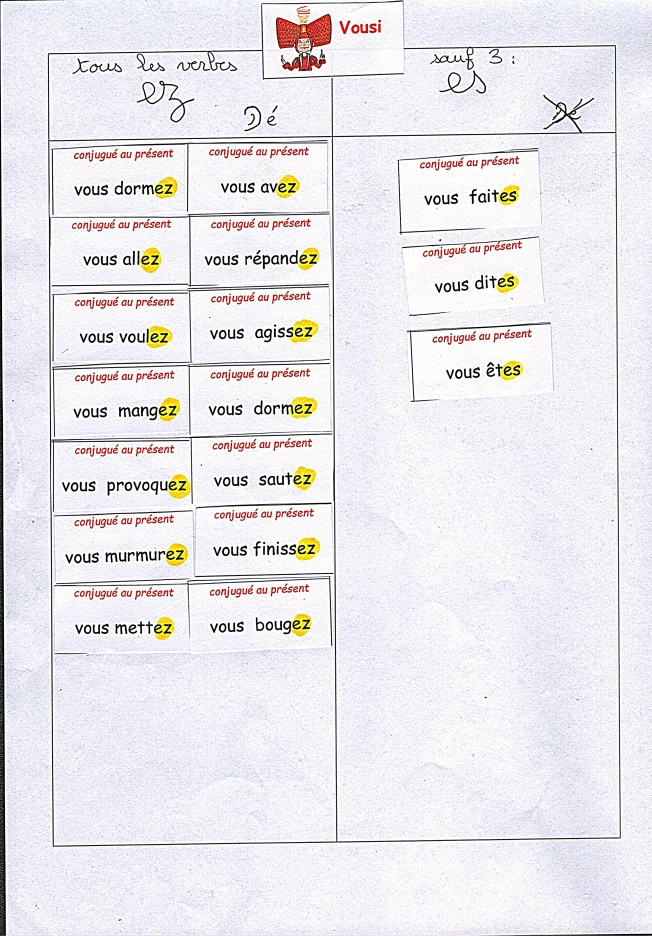 Vousi
tous les verbes
ez
Dé
sauf 3 :
es
Dé
conjugué au présent
vous dormez
conjugué au présent
vous avez
conjugué au présent
vous allez
conjugué au présent
vous répandez
conjugué au présent
vous voulez
conjugué au présent
vous agissez
conjugué au présent
vous mangez
conjugué au présent
vous dormez
conjugué au présent
vous provoquez
conjugué au présent
vous sautez
conjugué au présent
vous murmurez
conjugué au présent
vous finissez
conjugué au présent
vous mettez
conjugué au présent
vous bougez
conjugué au présent
vous faites
conjugué au présent
vous dites
conjugué au présent
vous êtes